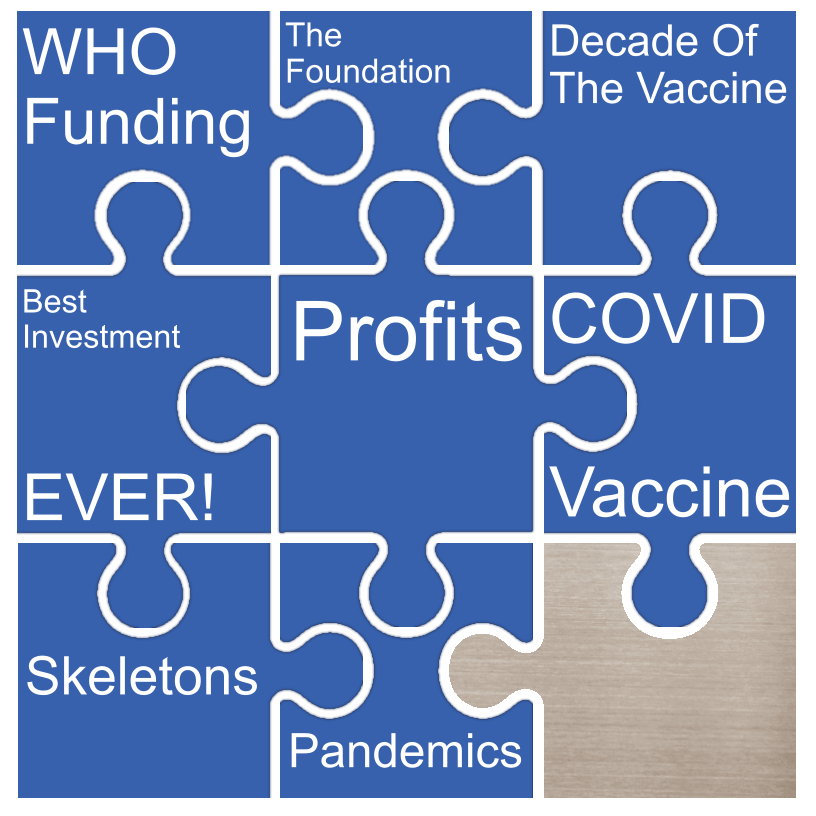 WHO
Funding
The
Foundation
Decade Of
The Vaccine
Best
Investment
EVER!
Profits
COVID
Vaccine
Skeletons
Pandemics